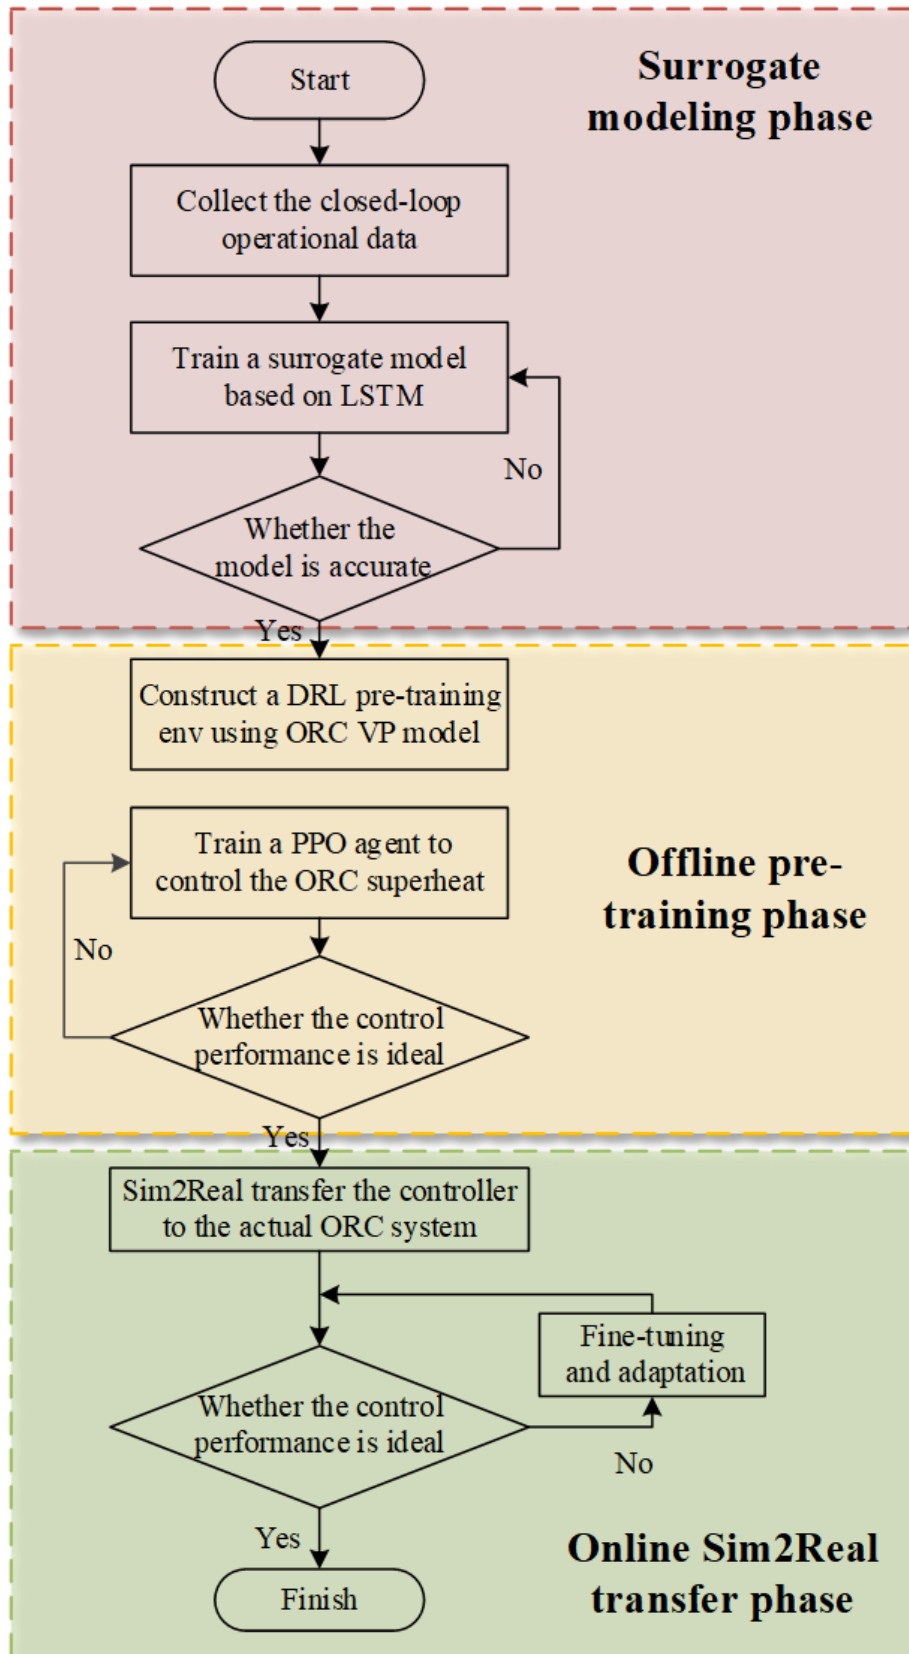 Start
Surrogate
modeling phase
Collect the closed-loop
operational data
Train a surrogate model
based on LSTM
No
Whether the
model is accurate
Yes
Construct a DRL pre-training
env using ORC VP model
Train a PPO agent to
control the ORC superheat
Offline pre-
training phase
No
Whether the control
performance is ideal
Yes
Sim2Real transfer the controller
to the actual ORC system
Fine-tuning
and adaptation
Whether the control
performance is ideal
No
Yes
Online Sim2Real
transfer phase
Finish